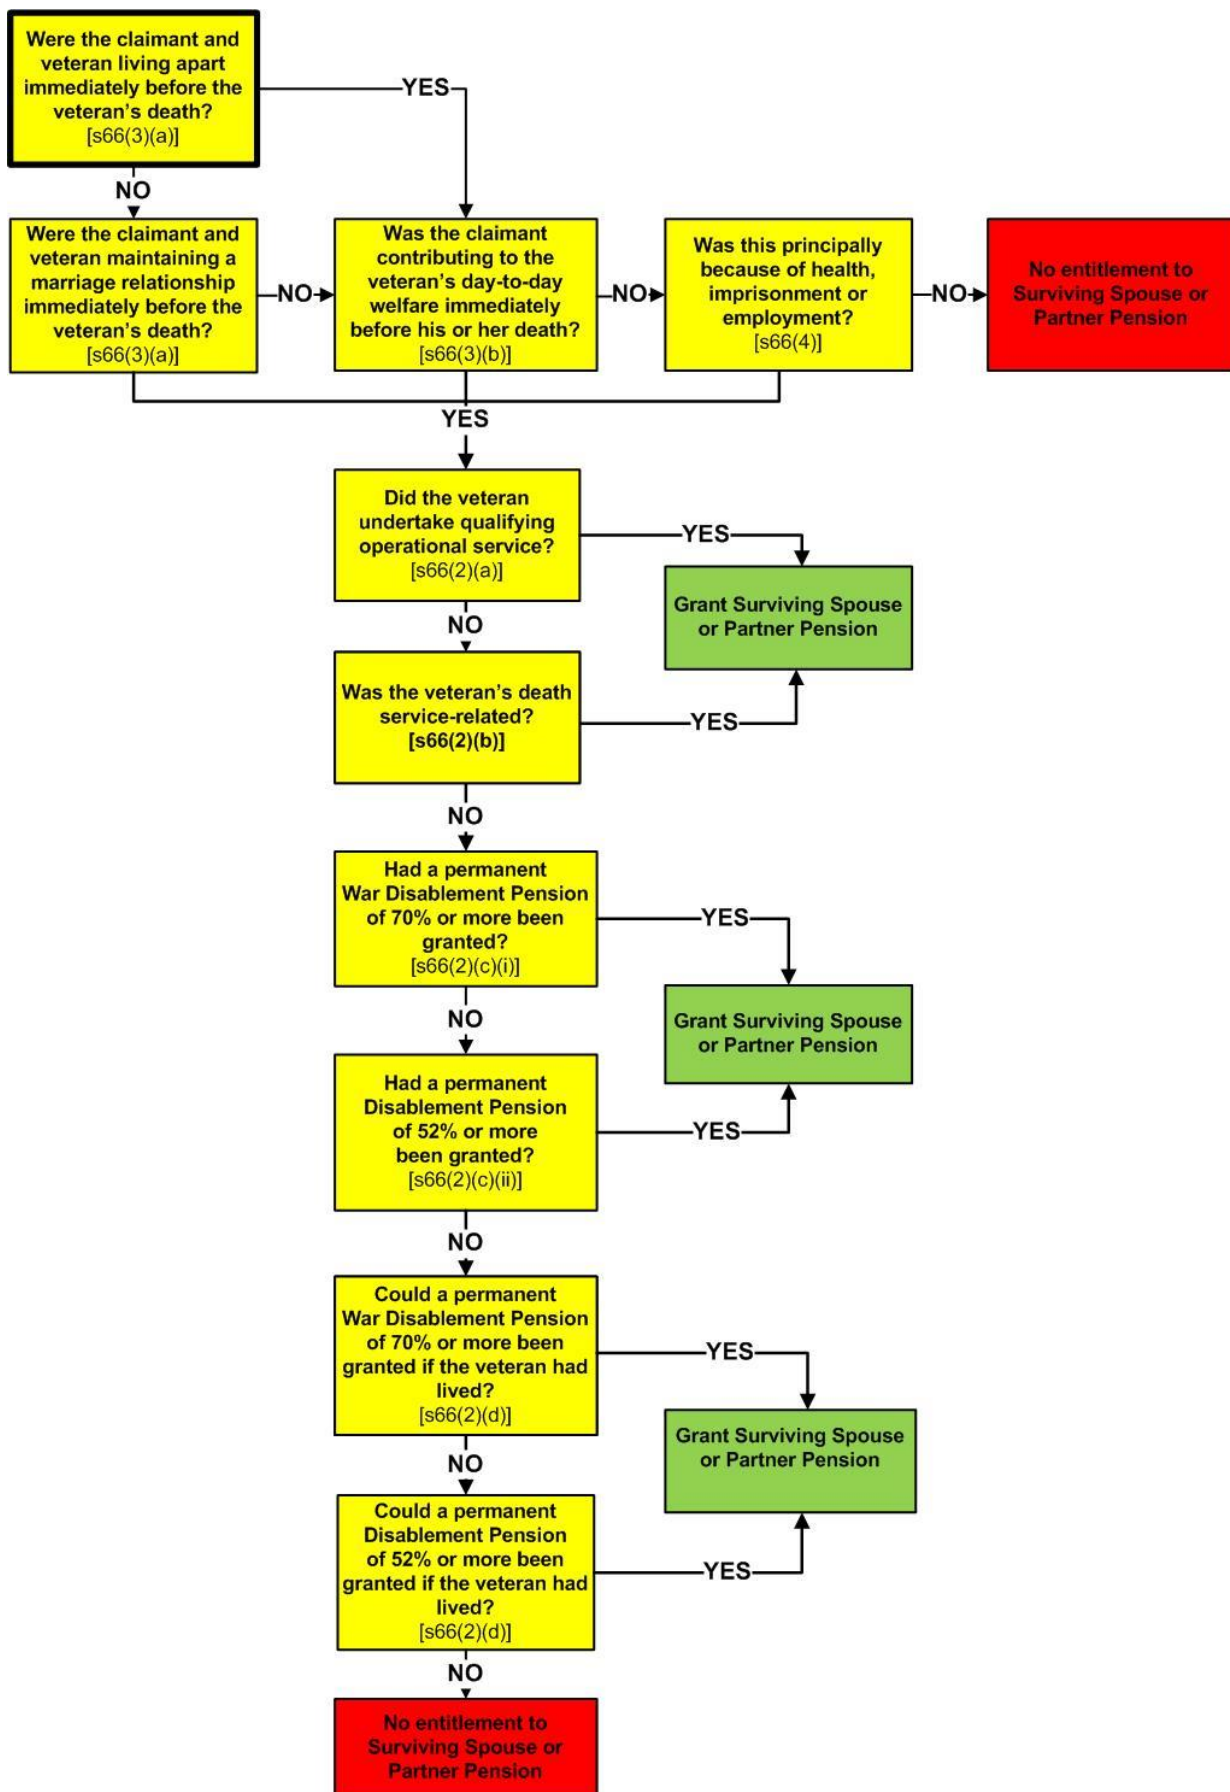 Were the claimant and
veteran living apart
immediately before the
veteran’s death?
[s66(3)(a)]
YES
NO
Were the claimant and
veteran maintaining a
marriage relationship
immediately before the
veteran’s death?
[s66(3)(a)]
NO
Was the claimant
contributing to the
veteran’s day-to-day
welfare immediately
before his or her death?
[s66(3)(b)]
NO
Was this principally
because of health,
imprisonment or
employment?
[s66(4)]
NO
No entitlement to
Surviving Spouse or
Partner Pension
YES
Did the veteran
undertake qualifying
operational service?
[s66(2)(a)]
YES
Grant Surviving Spouse
or Partner Pension
NO
Was the veteran’s death
service-related?
[s66(2)(b)]
YES
NO
Had a permanent
War Disablement Pension
of 70% or more been
granted?
[s66(2)(c)(i)]
YES
Grant Surviving Spouse
or Partner Pension
NO
Had a permanent
Disablement Pension
of 52% or more
been granted?
[s66(2)(c)(ii)]
YES
NO
Could a permanent
War Disablement Pension
of 70% or more been
granted if the veteran had
lived?
[s66(2)(d)]
YES
Grant Surviving Spouse
or Partner Pension
NO
Could a permanent
Disablement Pension
of 52% or more been
granted if the veteran had
lived?
[s66(2)(d)]
YES
NO
No entitlement to
Surviving Spouse or
Partner Pension